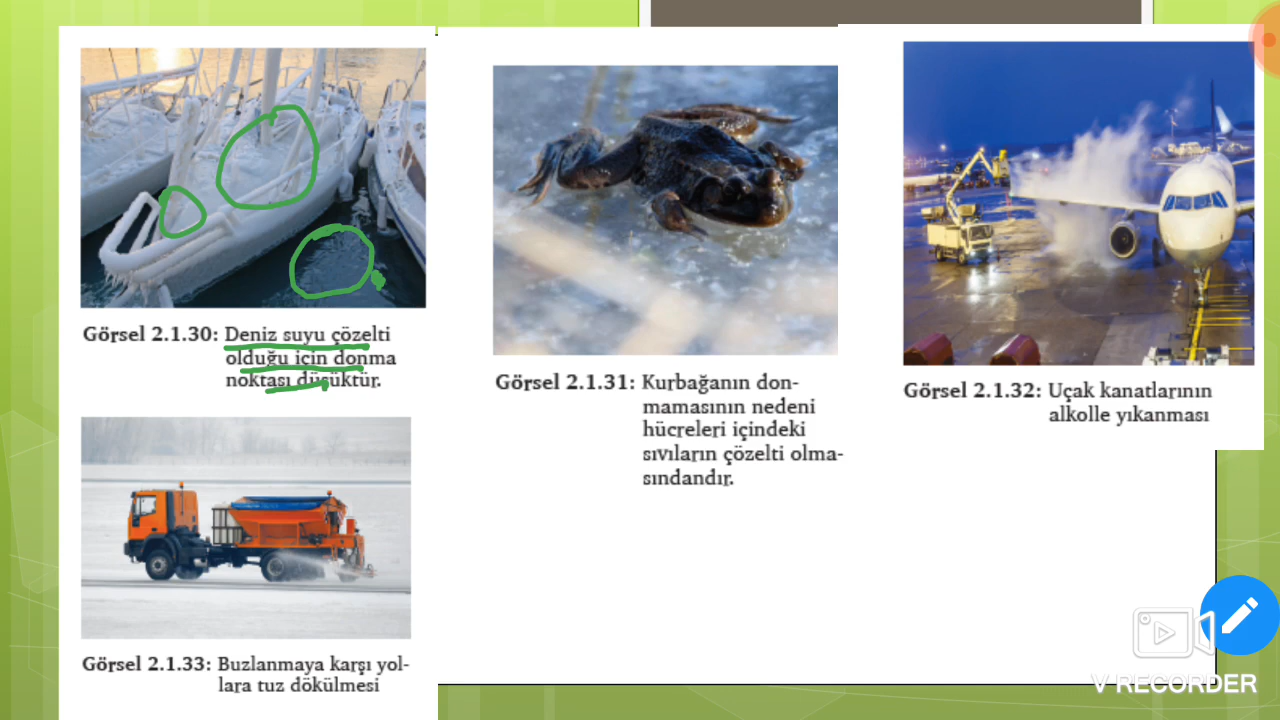 Görsel 2.1.30: Deniz suyu çözelti
olduğu için donma
noktası düşüktür.
Görsel 2.1.31: Kurbağanın don-
mamasının nedeni
hücreleri içindeki
sıvıların çözelti olma-
sındandır.
Görsel 2.1.32: Uçak kanatlarının
alkolle yıkanması
Görsel 2.1.33: Buzlanmaya karşı yol-
lara tuz dökülmesi
V RECORDER